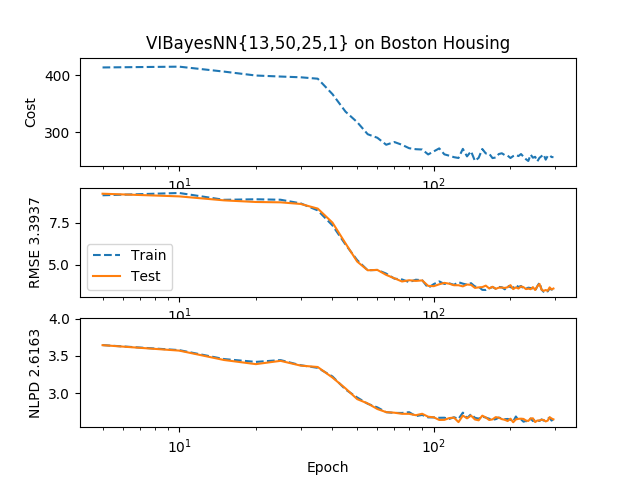 VIBayesNN{13,50,25,1} on Boston Housing
Cost
400
300
10¹ 10²
RMSE 3.3937
7.5
5.0
Train
Test
10¹ 10²
NLPD 2.6163
4.0
3.5
3.0
10¹ 10²
Epoch